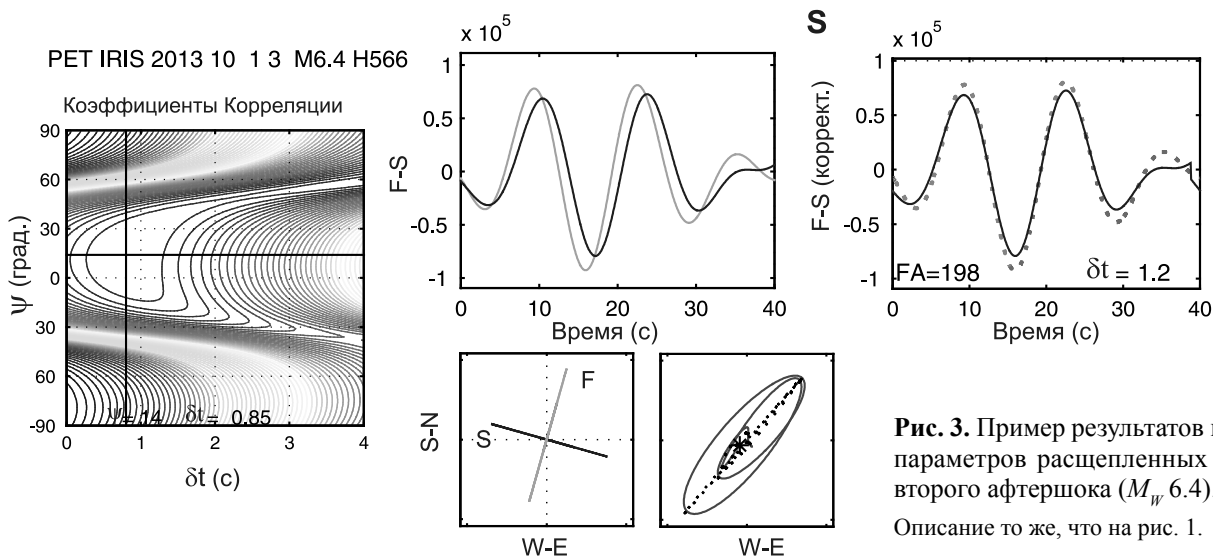 PET IRIS 2013 10 1 3 M6.4 H566
Коэффициенты Корреляции
90
60
30
0
30
60
-90
ψ (град.)
Ψ= 14 δt = 0.85
0 1 2 3 4
δt (с)
x 10⁵
1
0.5
0
-0.5
-1
F-S
0 10 20 30 40
Время (с)
S
x 10⁵
1
0.5
0
-0.5
-1
F-S (коррект.)
FA=198 δt = 1.2
0 10 20 30 40
Время (с)
S-N
F
S
W-E
W-E
Рис. 3. Пример результатов
параметров расщепленных
второго афтершока (M_W 6.4)
Описание то же, что на рис. 1.